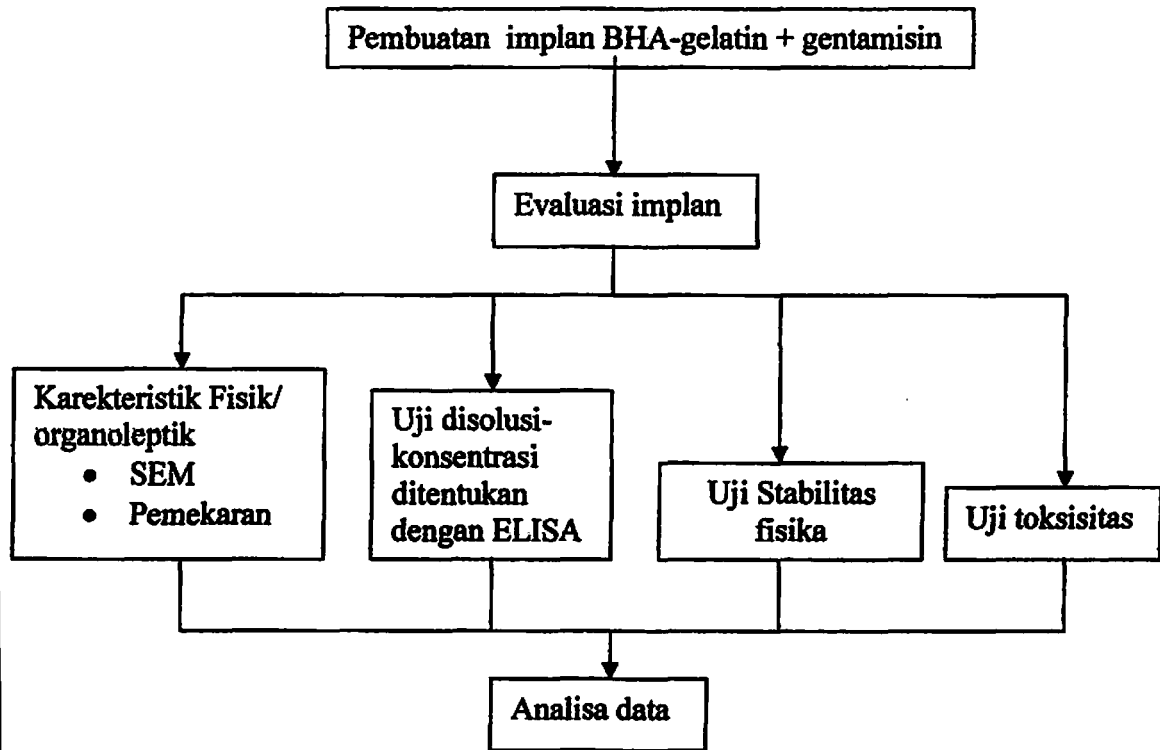 Pembuatan implan BHA-gelatin + gentamisin
Evaluasi implan
Karekteristik Fisik/
organoleptik
• SEM
• Pemekaran
Uji disolusi-
konsentrasi
ditentukan
dengan ELISA
Uji Stabilitas
fisika
Uji toksisitas
Analisa data